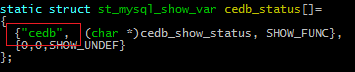 static struct st_mysql_show_var cedb_status[]=
{
{"cedb", (char *)cedb_show_status, SHOW_FUNC},
{0,0,SHOW_UNDEF}
};